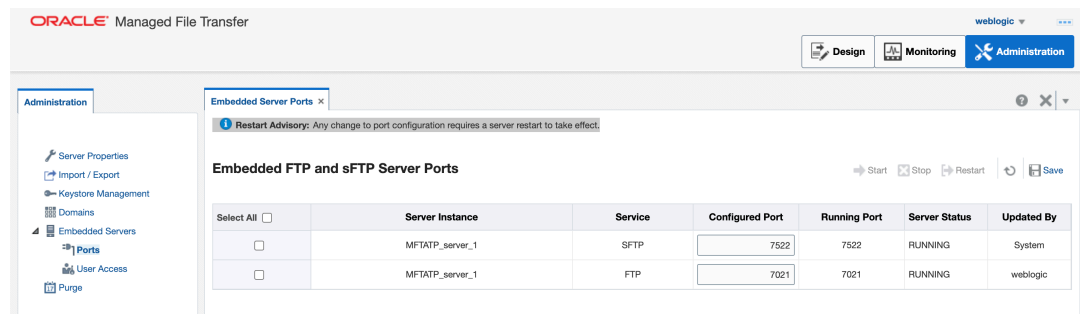 ORACLE® Managed File Transfer
weblogic
Design Monitoring Administration
Administration
Embedded Server Ports ×
Restart Advisory: Any change to port configuration requires a server restart to take effect.
Server Properties
Import / Export
Keystore Management
Domains
Embedded Servers
Ports
User Access
Purge
Embedded FTP and sFTP Server Ports
Start Stop Restart Save
Select All Server Instance Service Configured Port Running Port Server Status Updated By
MFTATP_server_1 SFTP 7522 7522 RUNNING System
MFTATP_server_1 FTP 7021 7021 RUNNING weblogic